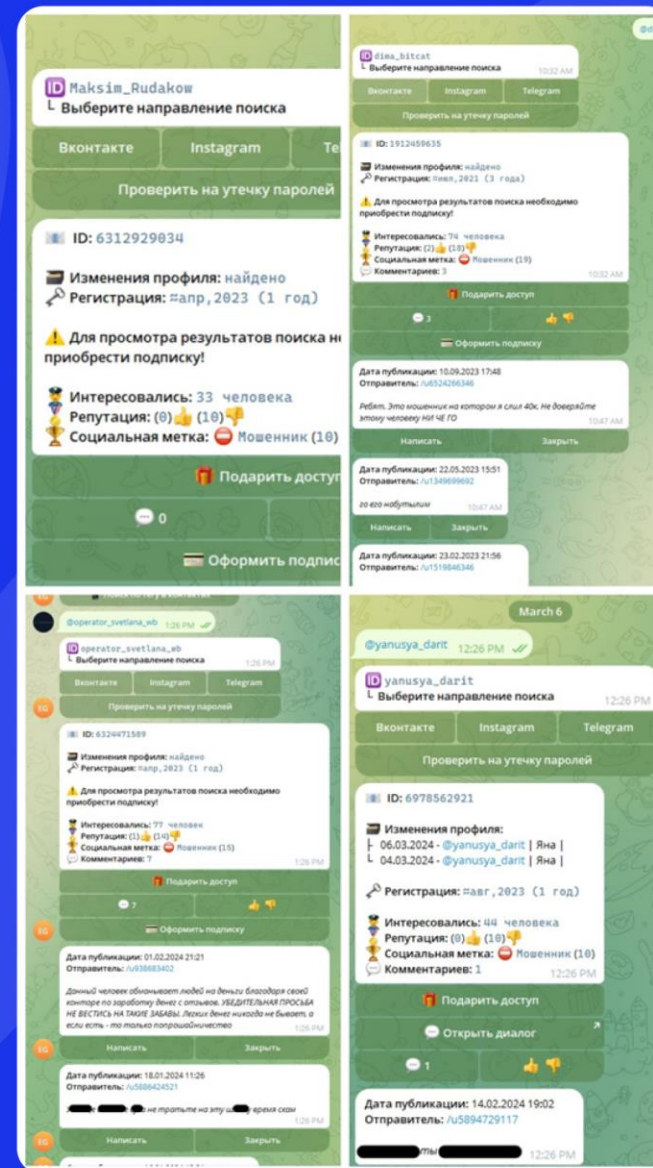 ID Maksim_Rudakow
└ Выберите направление поиска
Вконтакте Instagram Te
Проверить на утечку паролей
ID: 6312929034
Изменения профиля: найдено
Регистрация: ≈апр,2023 (1 год)
Для просмотра результатов поиска не
приобрести подписку!
Интересовались: 33 человека
Репутация: (0)👍 (10)👎
Социальная метка: ⛔ Мошенник (10)
🎁 Подарить доступ
💬 0
Оформить подпис
@d
ID dima_bitcat
└ Выберите направление поиска
10:32 AM
Вконтакте Instagram Telegram
Проверить на утечку паролей
ID: 1912459635
Изменения профиля: найдено
Регистрация: ≈июл,2021 (3 года)
Для просмотра результатов поиска необходимо
приобрести подписку!
Интересовались: 74 человека
Репутация: (2)👍 (18)👎
Социальная метка: ⛔ Мошенник (19)
Комментариев: 3 10:32 AM
🎁 Подарить доступ
💬 3 👍👎
Оформить подписку
Дата публикации: 10.09.2023 17:48
Отправитель: /u6524266346
Ребят. Это мошенник на котором я слил 40к. Не доверяйте
этому человеку НИ ЧЕ ГО 10:47 AM
Написать Закрыть
Дата публикации: 22.05.2023 15:51
Отправитель: /u1349699692
го его набутылим 10:47 AM
Написать Закрыть
Дата публикации: 23.02.2023 21:56
Отправитель: /u1519846346
@operator_svetlana_wb 1:26 PM
ID operator_svetlana_wb
└ Выберите направление поиска 1:26 PM
Вконтакте Instagram Telegram
Проверить на утечку паролей
EG
ID: 6324471589
Изменения профиля: найдено
Регистрация: ≈апр,2023 (1 год)
Для просмотра результатов поиска необходимо
приобрести подписку!
Интересовались: 77 человек
Репутация: (1)👍 (14)👎
Социальная метка: ⛔ Мошенник (15)
Комментариев: 7 1:26 PM
🎁 Подарить доступ
💬 7 👍👎
Оформить подписку
EG
Дата публикации: 01.02.2024 21:21
Отправитель: /u938683402
Данный человек обманывает людей на деньги благодаря своей
конторе по заработку денег с отзывов. УБЕДИТЕЛЬНАЯ ПРОСЬБА
НЕ ВЕСТИСЬ НА ТАКИЕ ЗАБАВЫ. Легких денег никогда не бывает, а
если есть - то только попрошайничество 1:26 PM
EG
Написать Закрыть
Дата публикации: 18.01.2024 11:26
Отправитель: /u5886424521
не тратьте на эту время скам
1:26 PM
EG
Написать Закрыть
March 6
@yanusya_darit 12:26 PM
ID yanusya_darit
└ Выберите направление поиска
12:26 PM
Вконтакте Instagram Telegram
Проверить на утечку паролей
ID: 6978562921
Изменения профиля:
├ 06.03.2024 - @yanusya_darit | Яна |
└ 04.03.2024 - @yanusya_darit | Яна |
Регистрация: ≈авг,2023 (1 год)
Интересовались: 44 человека
Репутация: (0)👍 (10)👎
Социальная метка: ⛔ Мошенник (10)
Комментариев: 1 12:26 PM
🎁 Подарить доступ
💬 Открыть диалог
💬 1 👍👎
Дата публикации: 14.02.2024 19:02
Отправитель: /u5894729117
ты
12:26 PM